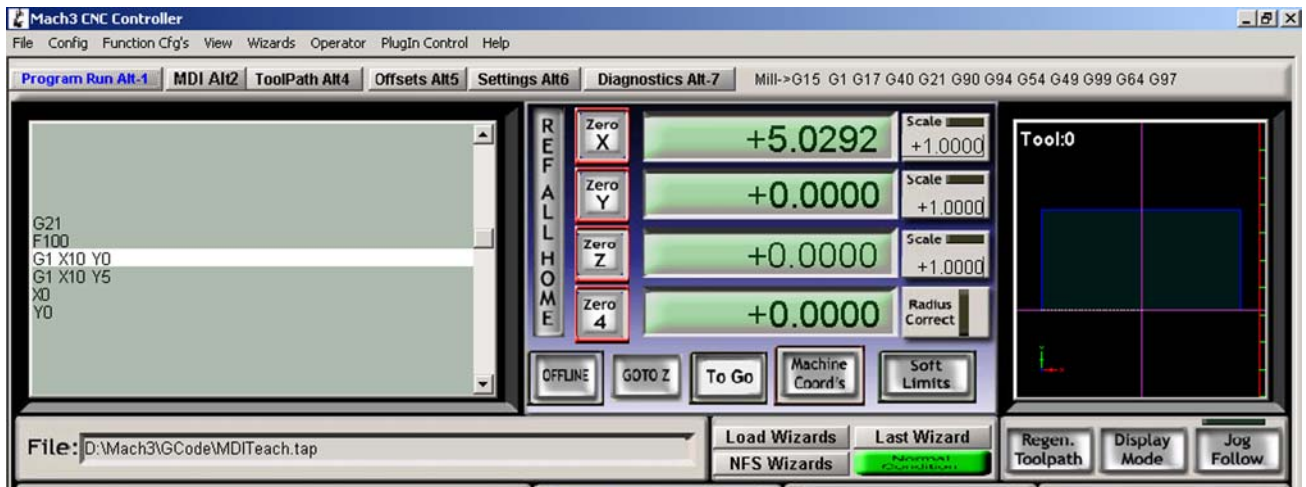 Mach3 CNC Controller
File Config Function Cfg's View Wizards Operator PlugIn Control Help
Program Run Alt-1 MDI Alt2 ToolPath Alt4 Offsets Alt5 Settings Alt6 Diagnostics Alt-7 Mill->G15 G1 G17 G40 G21 G90 G94 G54 G49 G99 G64 G97
G21
F100
G1 X10 Y0
G1 X10 Y5
X0
Y0
REF ALL HOME
Zero X +5.0292 Scale +1.0000
Zero Y +0.0000 Scale +1.0000
Zero Z +0.0000 Scale +1.0000
Zero 4 +0.0000 Radius Correct
OFFLINE GOTO Z To Go Machine Coord's Soft Limits
Tool:0
File: D:\Mach3\GCode\MDITeach.tap
Load Wizards Last Wizard
NFS Wizards Normal Condition
Regen. Toolpath Display Mode Jog Follow